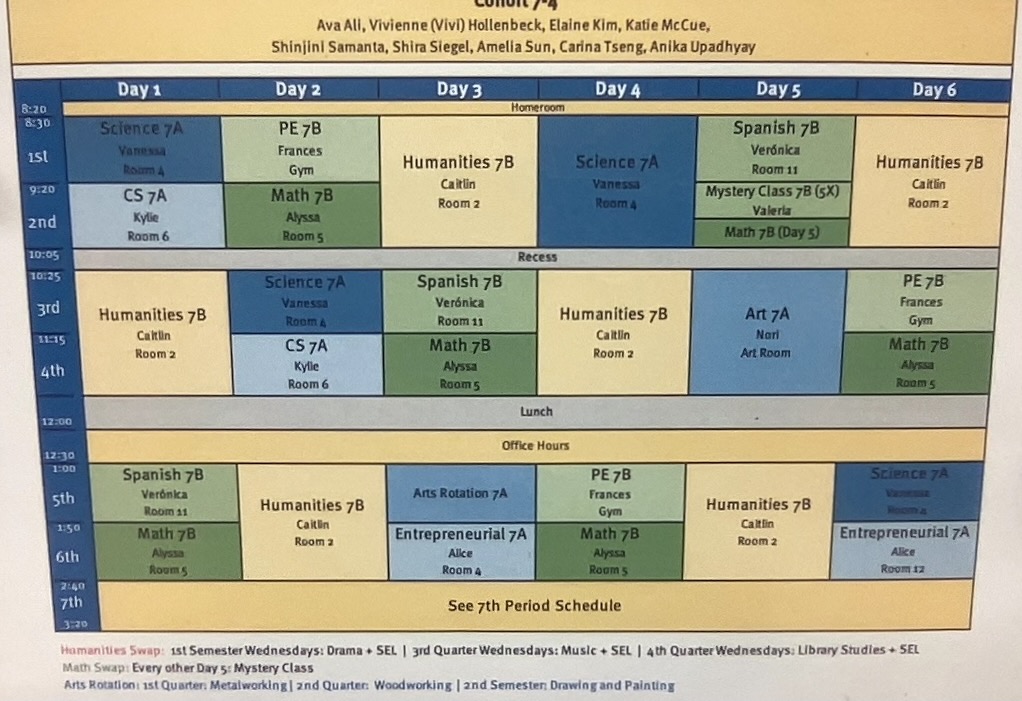 Cohort 7-4
Ava Ali, Vivienne (Vivi) Hollenbeck, Elaine Kim, Katie McCue,
Shinjini Samanta, Shira Siegel, Amelia Sun, Carina Tseng, Anika Upadhyay
Day 1 Day 2 Day 3 Day 4 Day 5 Day 6
8:20 Homeroom
8:30
1st
Science 7A
Vanessa
Room 4
PE 7B
Frances
Gym
Humanities 7B
Caitlin
Room 2
Science 7A
Vanessa
Room 4
Spanish 7B
Verónica
Room 11
Humanities 7B
Caitlin
Room 2
9:20
2nd
CS 7A
Kylie
Room 6
Math 7B
Alyssa
Room 5
Mystery Class 7B (5X)
Valeria
Math 7B (Day 5)
10:05 Recess
10:25
3rd
Humanities 7B
Caitlin
Room 2
Science 7A
Vanessa
Room 4
Spanish 7B
Verónica
Room 11
Humanities 7B
Caitlin
Room 2
Art 7A
Nori
Art Room
PE 7B
Frances
Gym
11:15
4th
CS 7A
Kylie
Room 6
Math 7B
Alyssa
Room 5
Math 7B
Alyssa
Room 5
Lunch
12:00
Office Hours
12:30
1:00
5th
Spanish 7B
Verónica
Room 11
Humanities 7B
Caitlin
Room 2
Arts Rotation 7A
PE 7B
Frances
Gym
Humanities 7B
Caitlin
Room 2
Science 7A
Vanessa
Room 4
1:50
6th
Math 7B
Alyssa
Room 5
Entrepreneurial 7A
Alice
Room 4
Math 7B
Alyssa
Room 5
Entrepreneurial 7A
Alice
Room 12
2:40
7th
See 7th Period Schedule
3:20
Humanities Swap: 1st Semester Wednesdays: Drama + SEL | 3rd Quarter Wednesdays: Music + SEL | 4th Quarter Wednesdays: Library Studies + SEL
Math Swap: Every other Day 5: Mystery Class
Arts Rotation: 1st Quarter: Metalworking | 2nd Quarter: Woodworking | 2nd Semester: Drawing and Painting